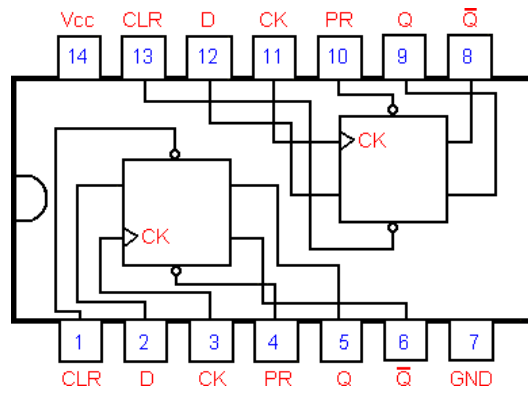 Vcc CLR D CK PR Q Q̅
14 13 12 11 10 9 8
CK
CK
1 2 3 4 5 6 7
CLR D CK PR Q Q̅ GND